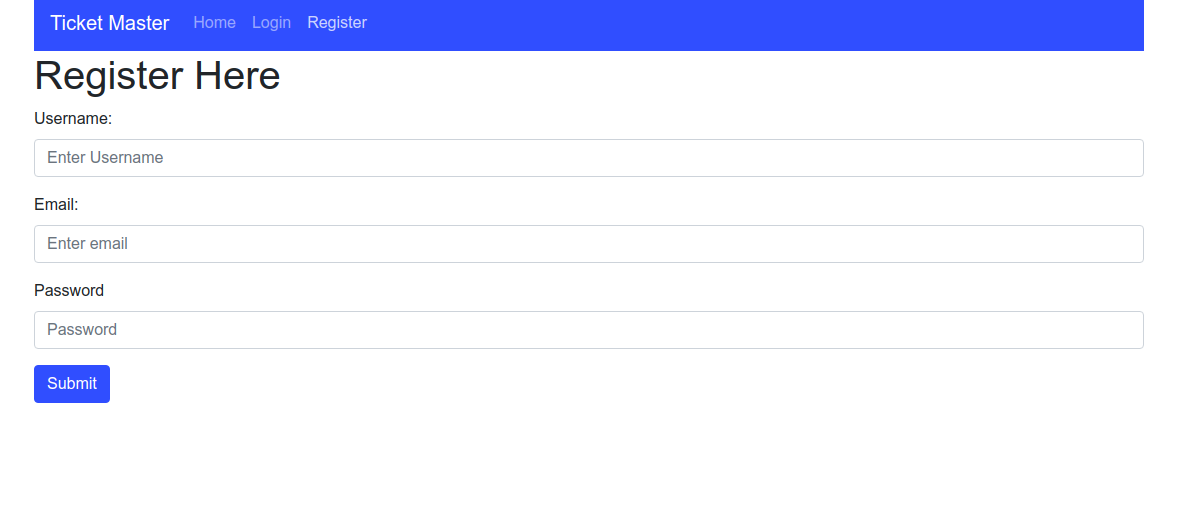 Ticket Master Home Login Register
Register Here
Username:
Enter Username
Email:
Enter email
Password
Password
Submit